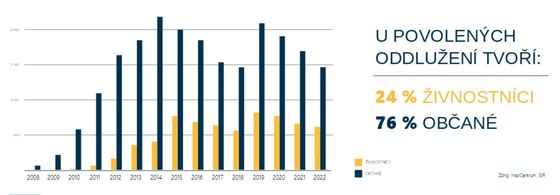 U POVOLENÝCH
ODDLUŽENÍ TVOŘÍ:
24 % ŽIVNOSTNÍCI
76 % OBČANÉ
2008 2009 2010 2011 2012 2013 2014 2015 2016 2017 2018 2019 2020 2021 2022
ŽIVNOSTNÍCI
OBČANÉ
Zdroj: InsolCentrum, ISIR